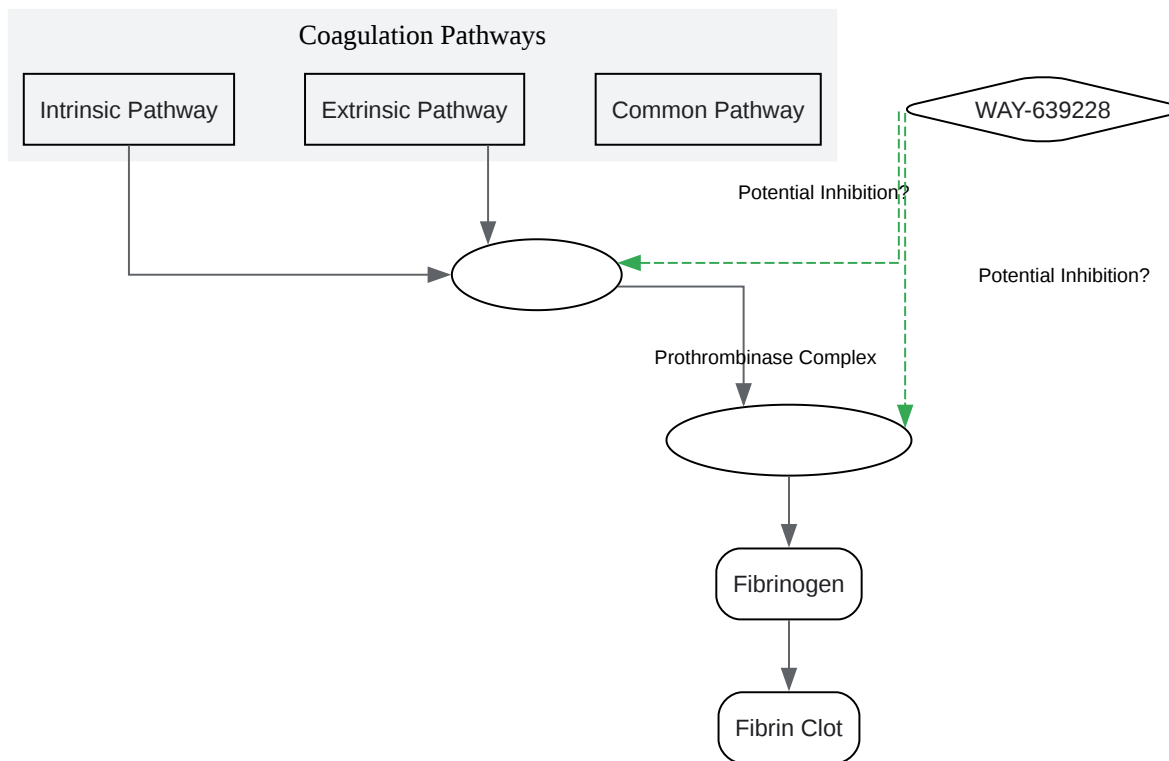 Coagulation Pathways
Intrinsic Pathway
Extrinsic Pathway
Common Pathway
WAY-639228
Potential Inhibition?
Potential Inhibition?
Prothrombinase Complex
Fibrinogen
Fibrin Clot